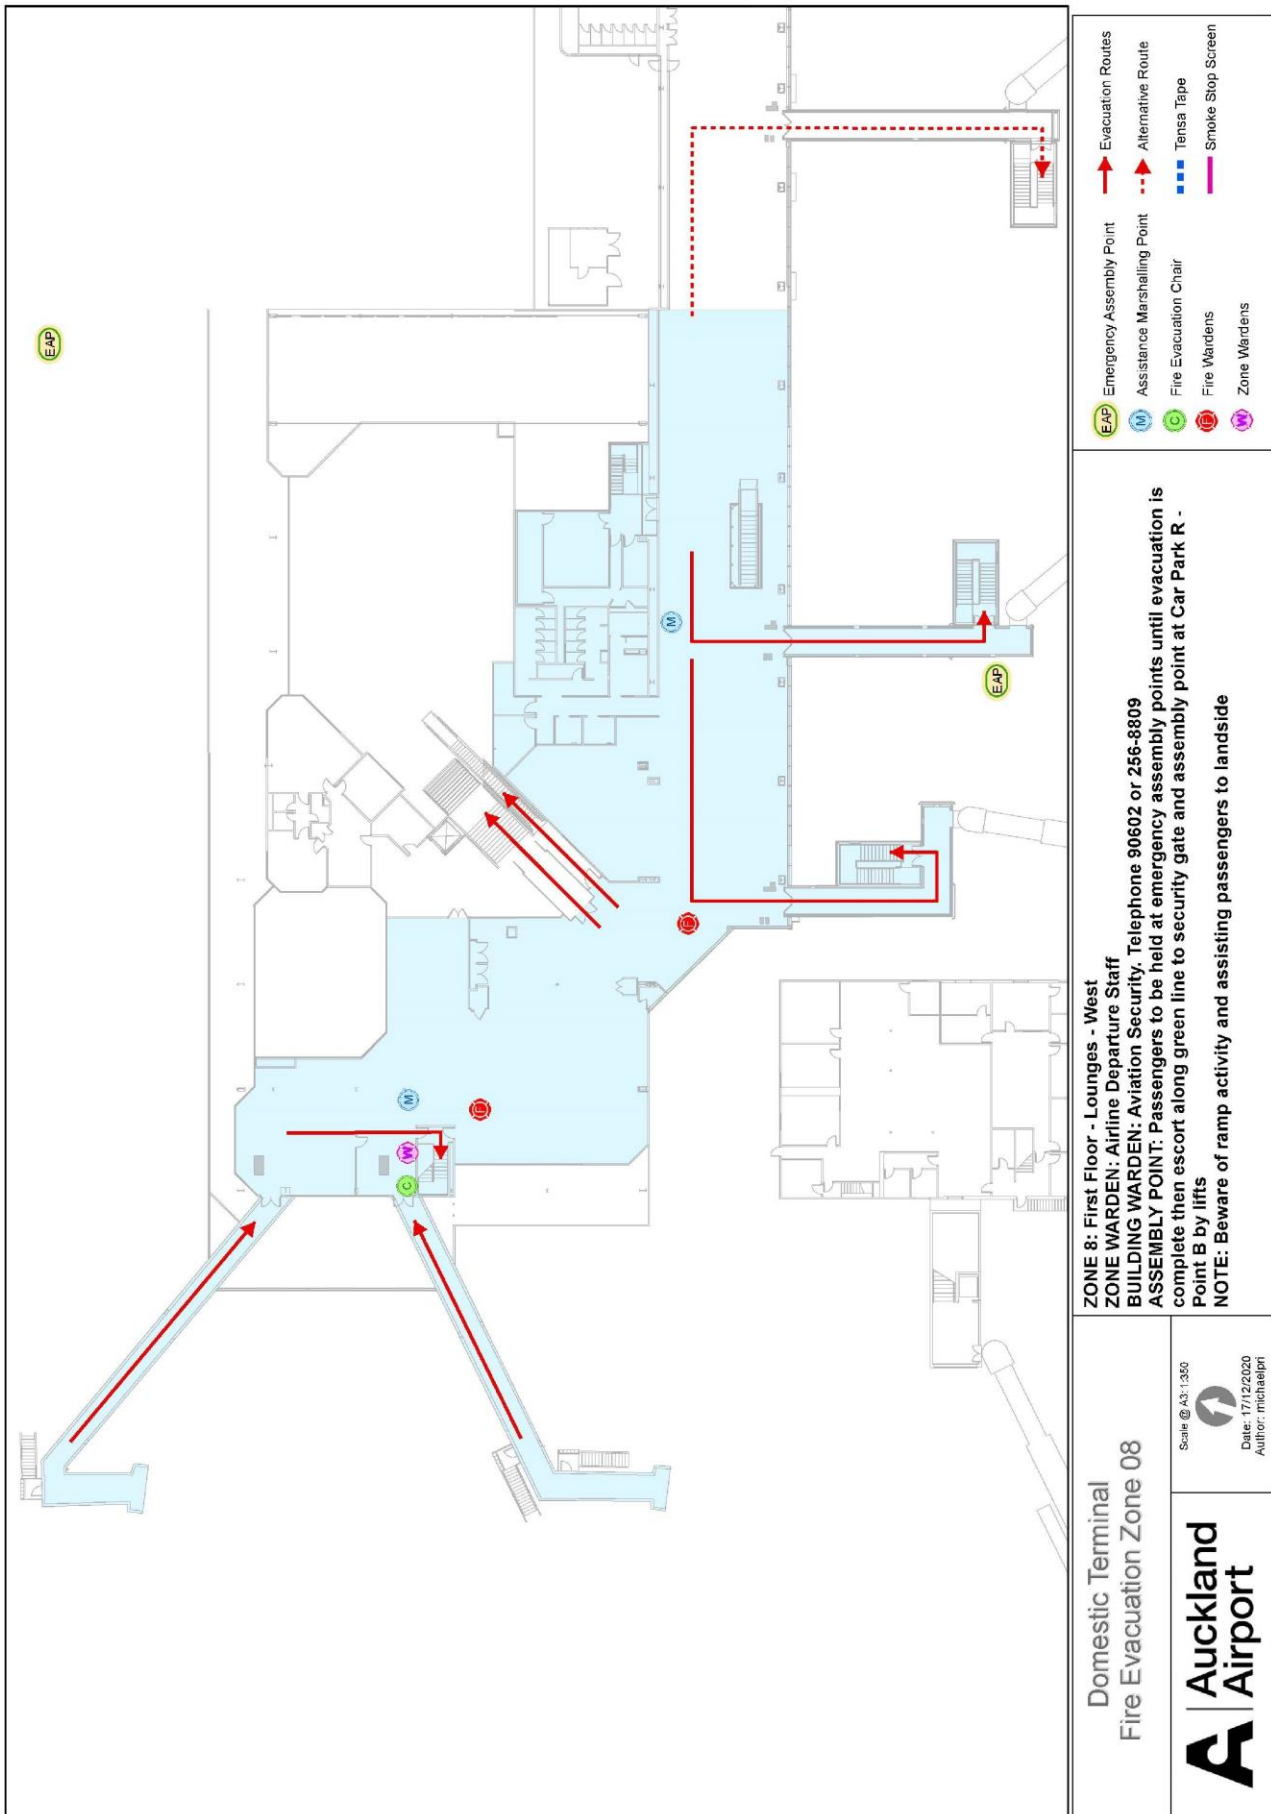 EAP
M
EAP
F
M
F
W
C
ZONE 8: First Floor - Lounges - West
ZONE WARDEN: Airline Departure Staff
BUILDING WARDEN: Aviation Security. Telephone 90602 or 256-8809
ASSEMBLY POINT: Passengers to be held at emergency assembly points until evacuation is
complete then escort along green line to security gate and assembly point at Car Park R -
Point B by lifts
NOTE: Beware of ramp activity and assisting passengers to landside
EAP Emergency Assembly Point
M Assistance Marshalling Point
C Fire Evacuation Chair
F Fire Wardens
W Zone Wardens
Evacuation Routes
Alternative Route
Tensa Tape
Smoke Stop Screen
Domestic Terminal
Fire Evacuation Zone 08
Scale @ A3: 1:350
Date: 17/12/2020
Author: michaelpri
Auckland
Airport